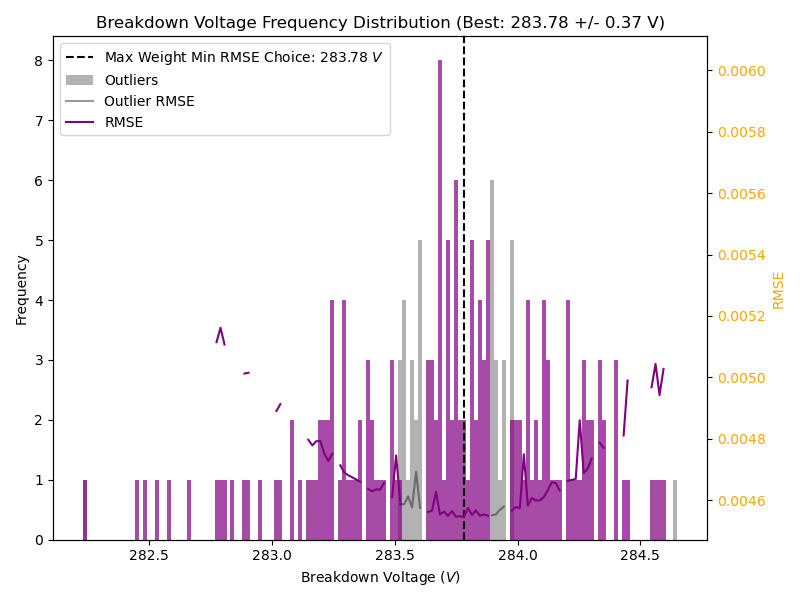 Breakdown Voltage Frequency Distribution (Best: 283.78 +/- 0.37 V)
Max Weight Min RMSE Choice: 283.78 V
Outliers
Outlier RMSE
RMSE
8
7
6
5
4
3
2
1
0
Frequency
0.0060
0.0058
0.0056
0.0054
0.0052
0.0050
0.0048
0.0046
RMSE
282.5 283.0 283.5 284.0 284.5
Breakdown Voltage (V)